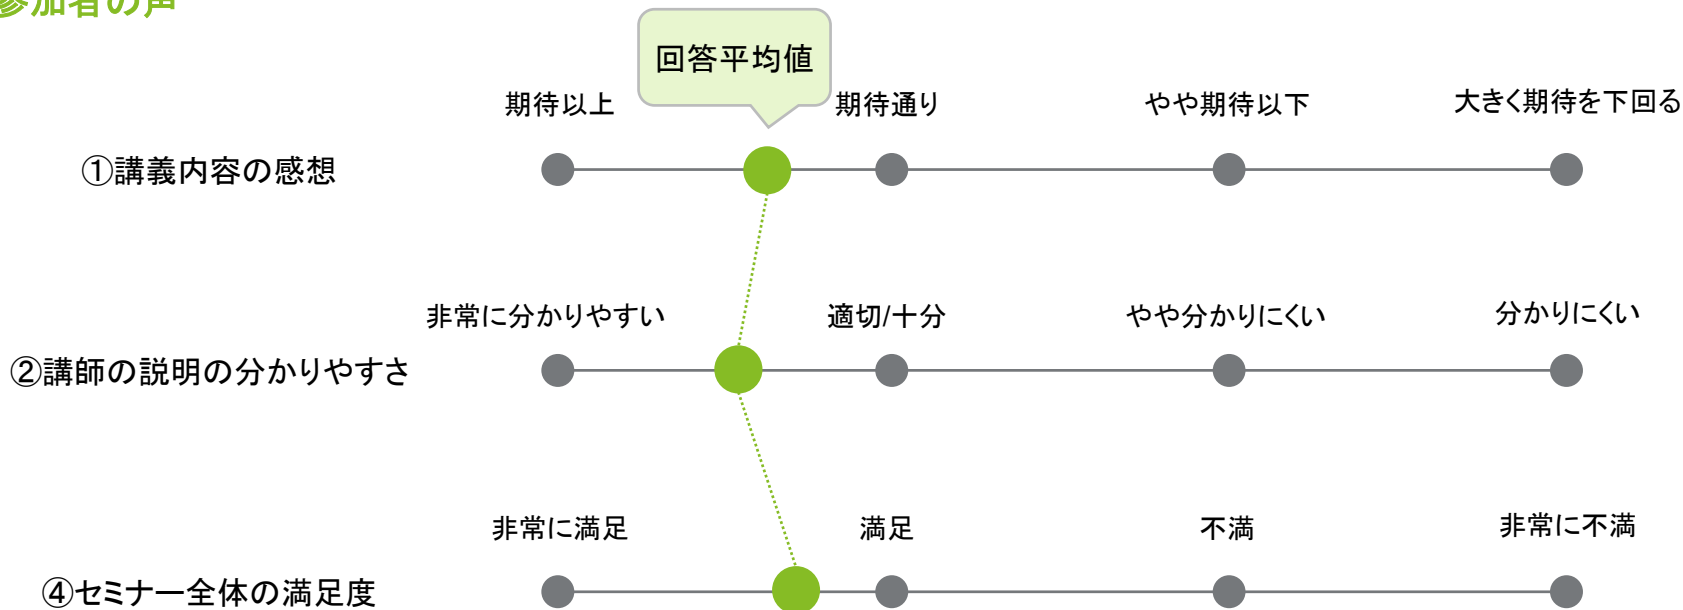 参加者の声
回答平均値
期待以上 期待通り やや期待以下 大きく期待を下回る
①講義内容の感想
非常に分かりやすい 適切/十分 やや分かりにくい 分かりにくい
②講師の説明の分かりやすさ
非常に満足 満足 不満 非常に不満
④セミナー全体の満足度